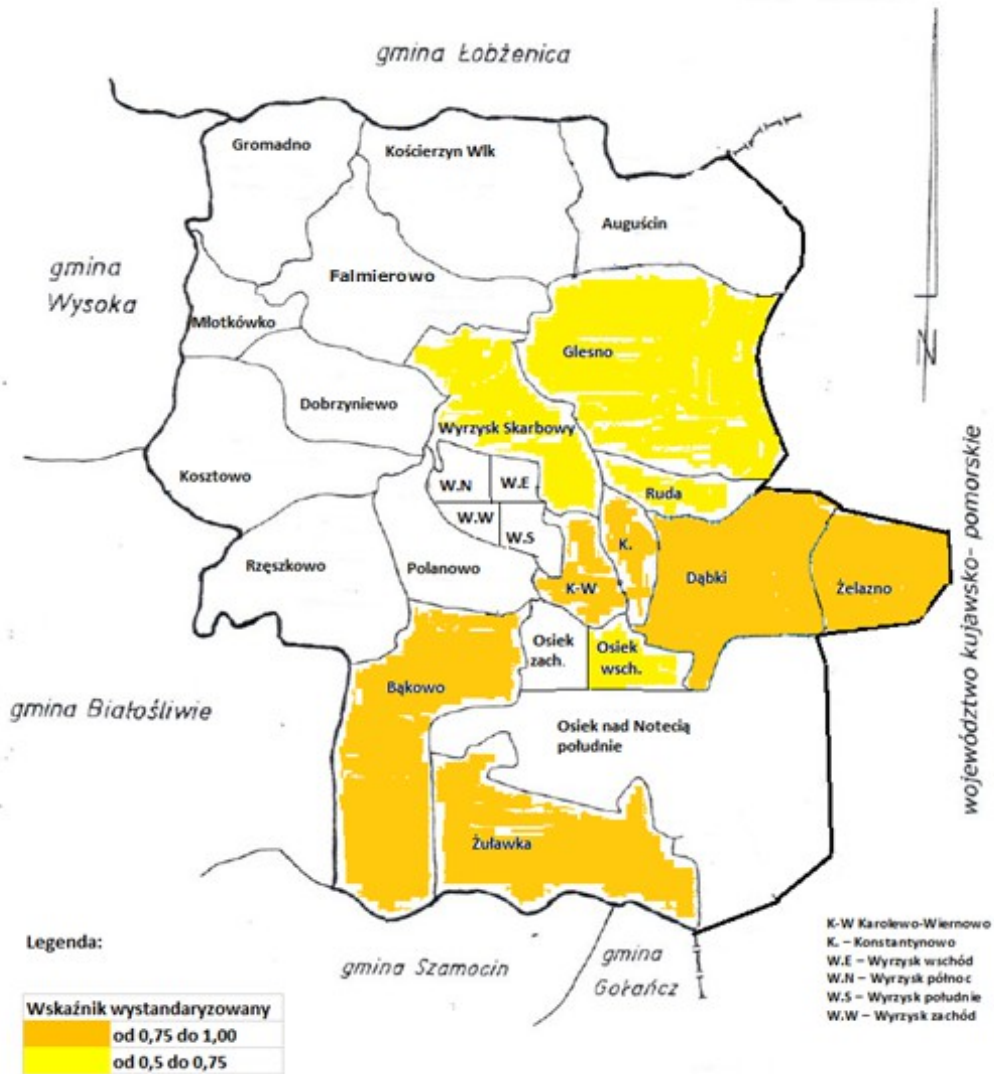 gmina Łobżenica
Gromadno
Kościerzyn Wlk
Auguścin
gmina
Wysoka
Falmierowo
Młotkówko
Glesno
N
Dobrzyniewo
Wyrzysk Skarbowy
Kosztowo
W.N
W.E
Ruda
W.W
W.S
K.
Rzęszkowo
Polanowo
K-W
Dąbki
Żelazno
Osiek
zach.
Osiek
wsch.
Bąkowo
gmina Białośliwie
Osiek nad Notecią
południe
województwo kujawsko- pomorskie
Żuławka
Legenda:
gmina Szamocin
gmina
Gołańcz
K-W Karolewo-Wiernowo
K. – Konstantynowo
W.E – Wyrzysk wschód
W.N – Wyrzysk północ
W.S – Wyrzysk południe
W.W – Wyrzysk zachód
Wskaźnik wystandaryzowany
od 0,75 do 1,00
od 0,5 do 0,75